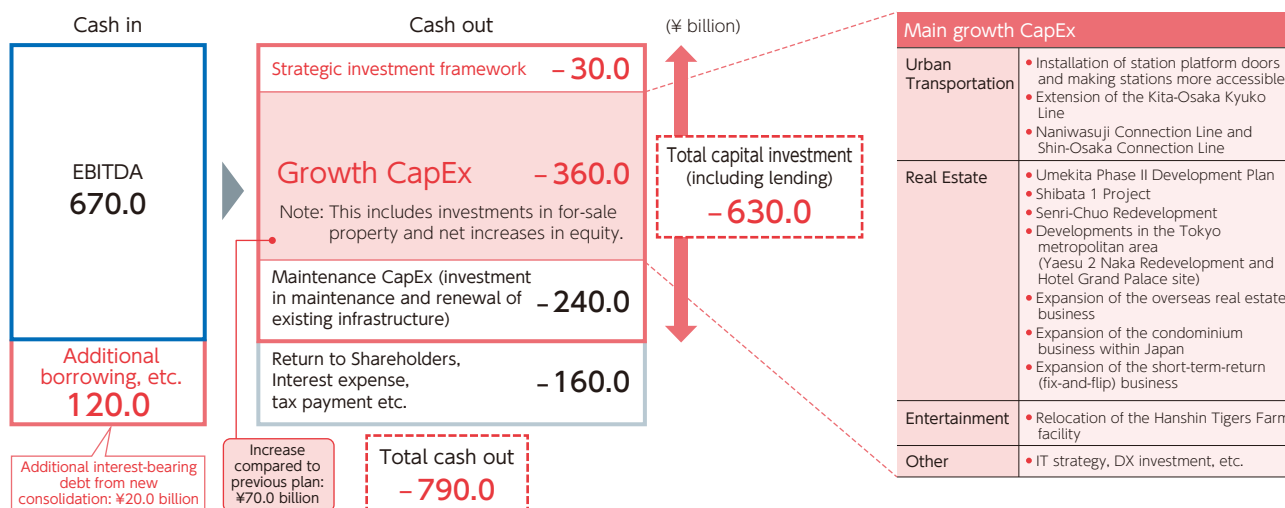 Cash in
Cash out
(¥ billion)
EBITDA
670.0
Additional
borrowing, etc.
120.0
Additional interest-bearing
debt from new
consolidation: ¥20.0 billion
Strategic investment framework – 30.0
Growth CapEx – 360.0
Note: This includes investments in for-sale
property and net increases in equity.
Maintenance CapEx (investment
in maintenance and renewal of
existing infrastructure)
– 240.0
Return to Shareholders,
Interest expense,
tax payment etc.
– 160.0
Increase
compared to
previous plan:
¥70.0 billion
Total cash out
– 790.0
Total capital investment
(including lending)
– 630.0
Main growth CapEx
Urban
Transportation
• Installation of station platform doors
and making stations more accessible
• Extension of the Kita-Osaka Kyuko
Line
• Naniwasuji Connection Line and
Shin-Osaka Connection Line
Real Estate
• Umekita Phase II Development Plan
• Shibata 1 Project
• Senri-Chuo Redevelopment
• Developments in the Tokyo
metropolitan area
(Yaesu 2 Naka Redevelopment and
Hotel Grand Palace site)
• Expansion of the overseas real estate
business
• Expansion of the condominium
business within Japan
• Expansion of the short-term-return
(fix-and-flip) business
Entertainment
• Relocation of the Hanshin Tigers Farm
facility
Other
• IT strategy, DX investment, etc.